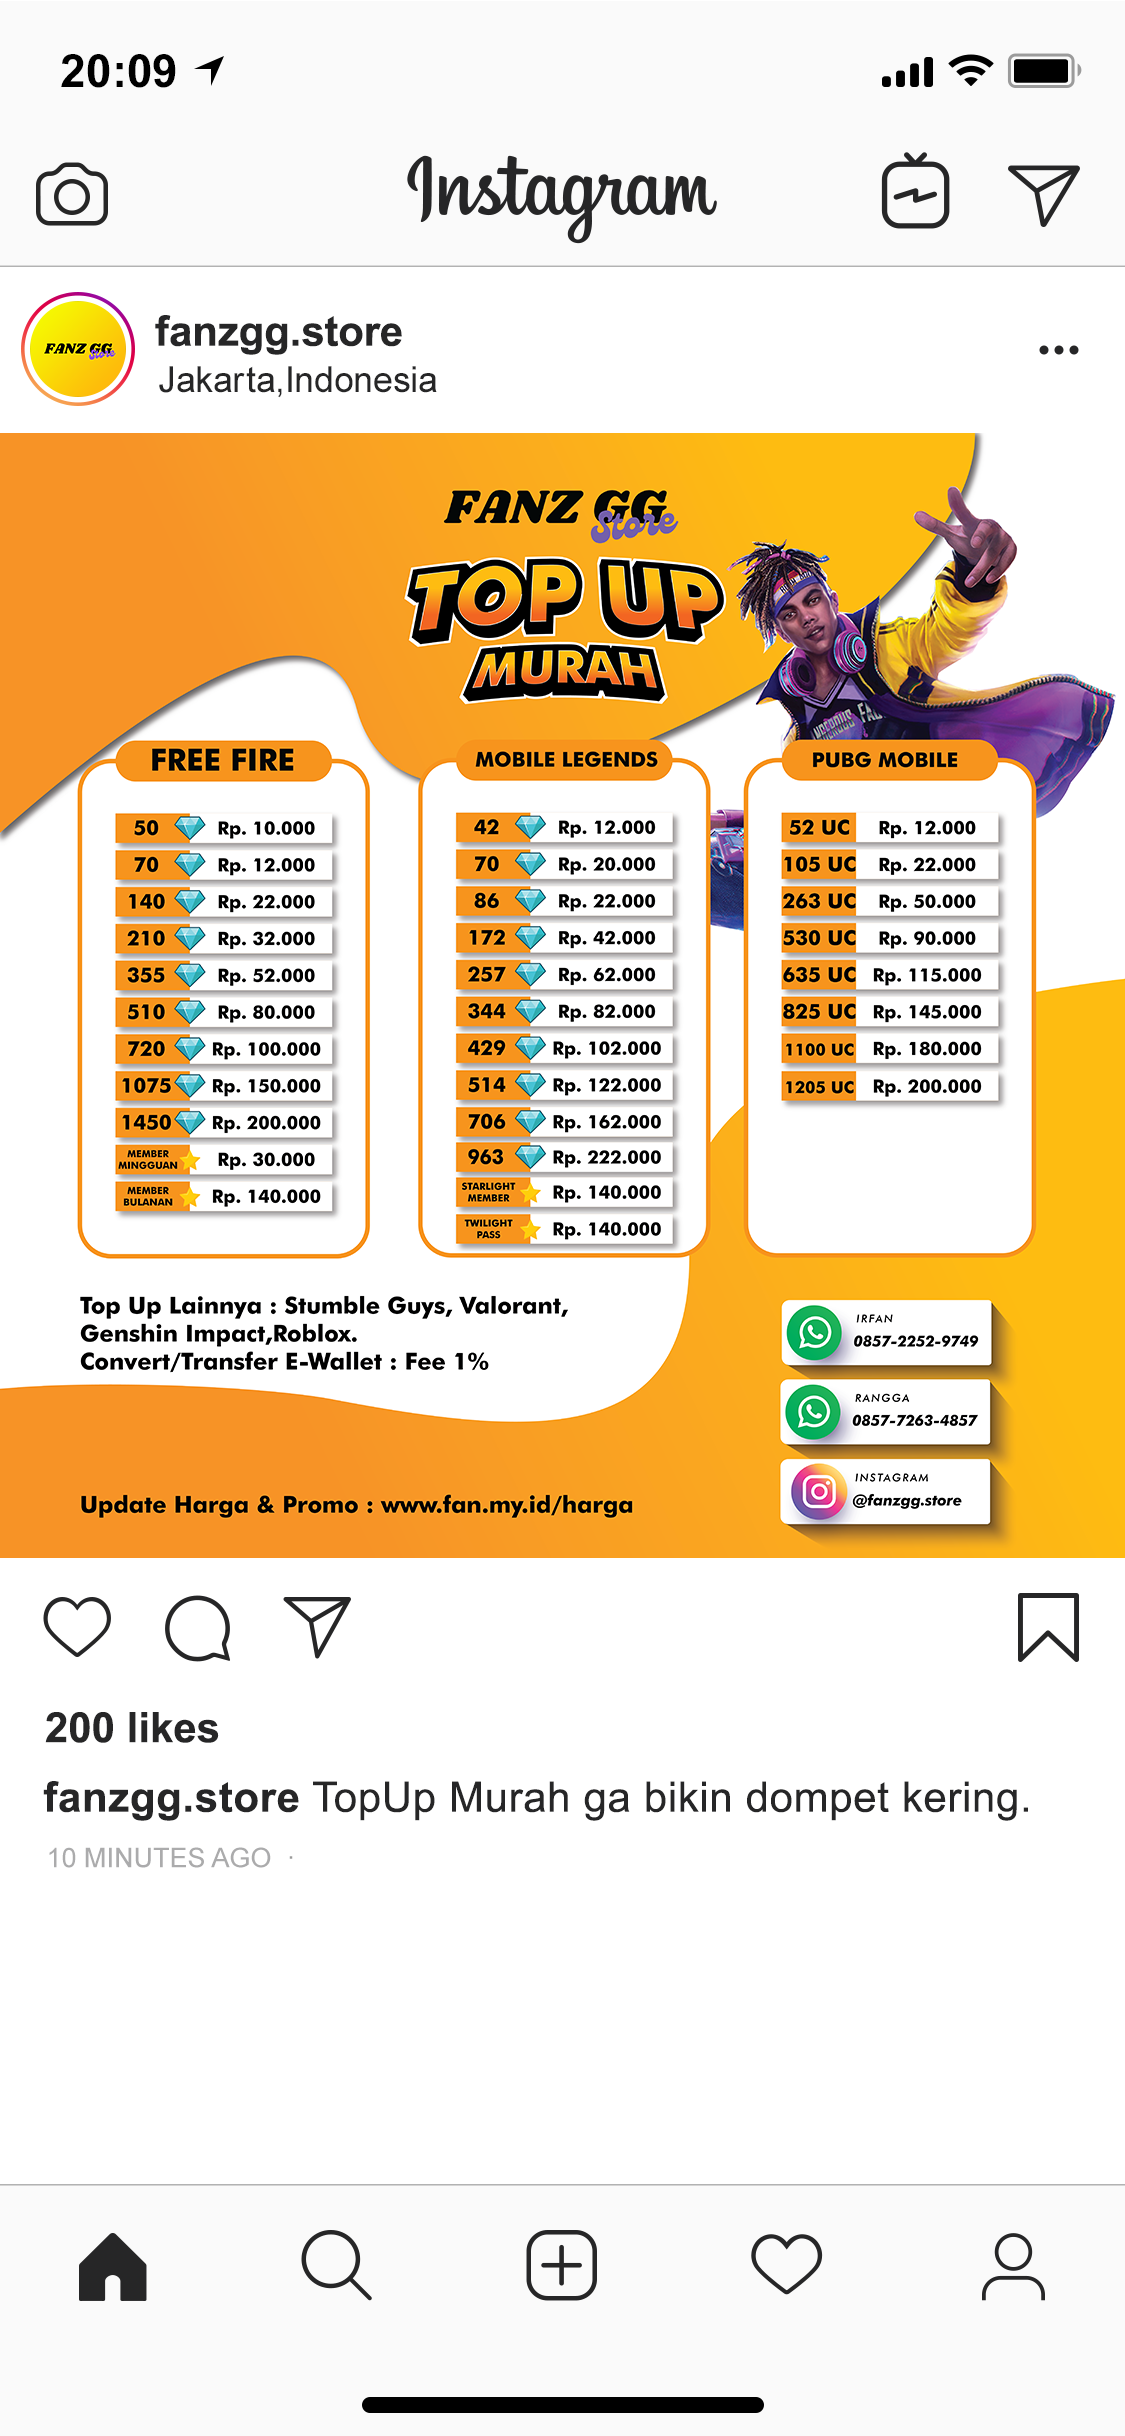 20:09
Instagram
FANZ GG
Store
fanzgg.store
Jakarta,Indonesia
FANZ GG
Store
TOP UP
MURAH
FREE FIRE
50 Rp. 10.000
70 Rp. 12.000
140 Rp. 22.000
210 Rp. 32.000
355 Rp. 52.000
510 Rp. 80.000
720 Rp. 100.000
1075 Rp. 150.000
1450 Rp. 200.000
MEMBER
MINGGUAN Rp. 30.000
MEMBER
BULANAN Rp. 140.000
MOBILE LEGENDS
42 Rp. 12.000
70 Rp. 20.000
86 Rp. 22.000
172 Rp. 42.000
257 Rp. 62.000
344 Rp. 82.000
429 Rp. 102.000
514 Rp. 122.000
706 Rp. 162.000
963 Rp. 222.000
STARLIGHT
MEMBER Rp. 140.000
TWILIGHT
PASS Rp. 140.000
PUBG MOBILE
52 UC Rp. 12.000
105 UC Rp. 22.000
263 UC Rp. 50.000
530 UC Rp. 90.000
635 UC Rp. 115.000
825 UC Rp. 145.000
1100 UC Rp. 180.000
1205 UC Rp. 200.000
Top Up Lainnya : Stumble Guys, Valorant,
Genshin Impact,Roblox.
Convert/Transfer E-Wallet : Fee 1%
IRFAN
0857-2252-9749
RANGGA
0857-7263-4857
INSTAGRAM
@fanzgg.store
Update Harga & Promo : www.fan.my.id/harga
200 likes
fanzgg.store TopUp Murah ga bikin dompet kering.
10 MINUTES AGO ·